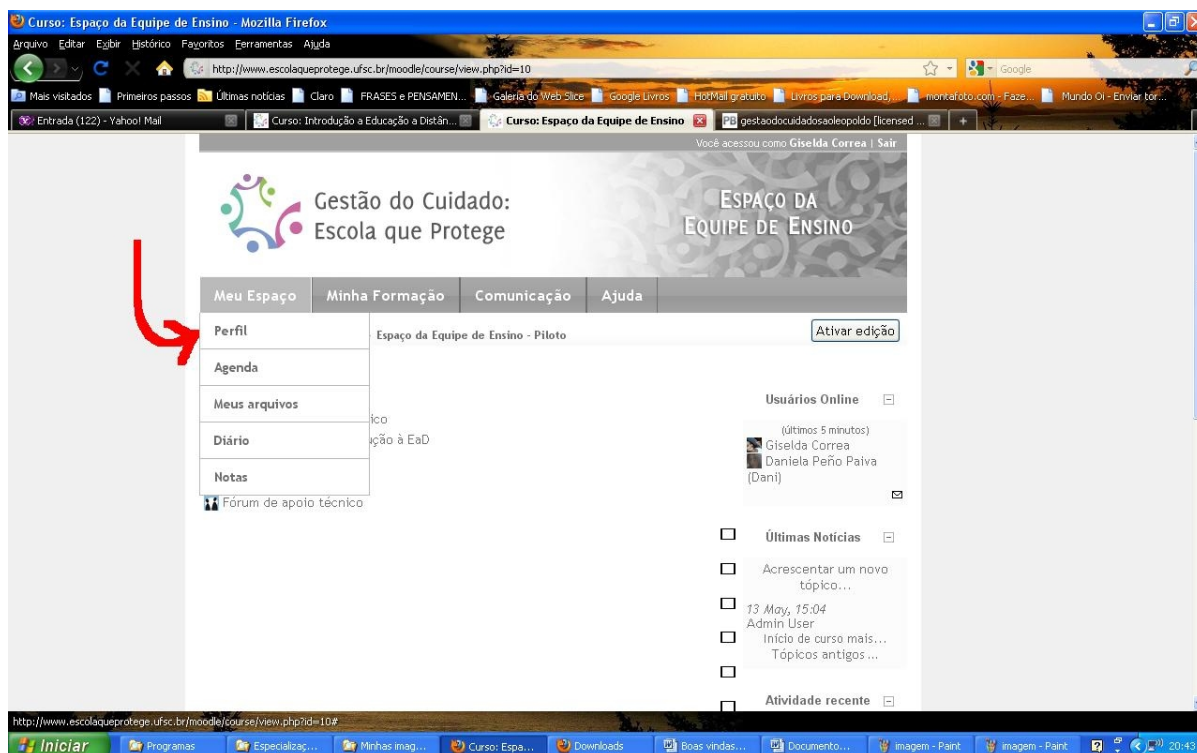 Curso: Espaço da Equipe de Ensino - Mozilla Firefox
Arquivo Editar Exibir Histórico Favoritos Ferramentas Ajuda
http://www.escolaqueprotege.ufsc.br/moodle/course/view.php?id=10
Google
Mais visitados Primeiros passos Últimas notícias Claro FRASES e PENSAMEN... Galeria do Web Slice Google Livros HotMail gratuito Livros para Download,... montafoto.com - Faze... Mundo Oi - Enviar tor...
Entrada (122) - Yahoo! Mail Curso: Introdução a Educação a Distân... Curso: Espaço da Equipe de Ensino PB gestaodocuidadosaoleopoldo [licensed ...
Você acessou como Giselda Correa | Sair
Gestão do Cuidado:
Escola que Protege
Espaço da
Equipe de Ensino
Meu Espaço Minha Formação Comunicação Ajuda
Perfil
Espaço da Equipe de Ensino - Piloto
Ativar edição
Agenda
Meus arquivos
Diário
Notas
ico
ução à EaD
Fórum de apoio técnico
Usuários Online
(últimos 5 minutos)
Giselda Correa
Daniela Peño Paiva
(Dani)
Últimas Notícias
Acrescentar um novo
tópico...
13 May, 15:04
Admin User
Início de curso mais...
Tópicos antigos ...
Atividade recente
http://www.escolaqueprotege.ufsc.br/moodle/course/view.php?id=10#
Iniciar Programas Especializaç... Minhas imag... Curso: Espa... Downloads Boas vindas... Documento... imagem - Paint imagem - Paint 20:43